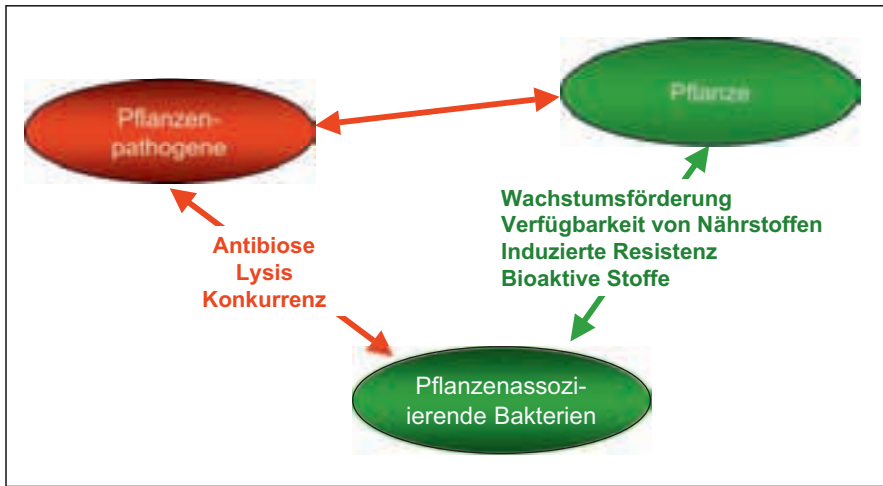 Pflanze
Pflanzen-
pathogene
Wachstumsförderung
Verfügbarkeit von Nährstoffen
Induzierte Resistenz
Bioaktive Stoffe
Antibiose
Lysis
Konkurrenz
Pflanzenassozi-
ierende Bakterien